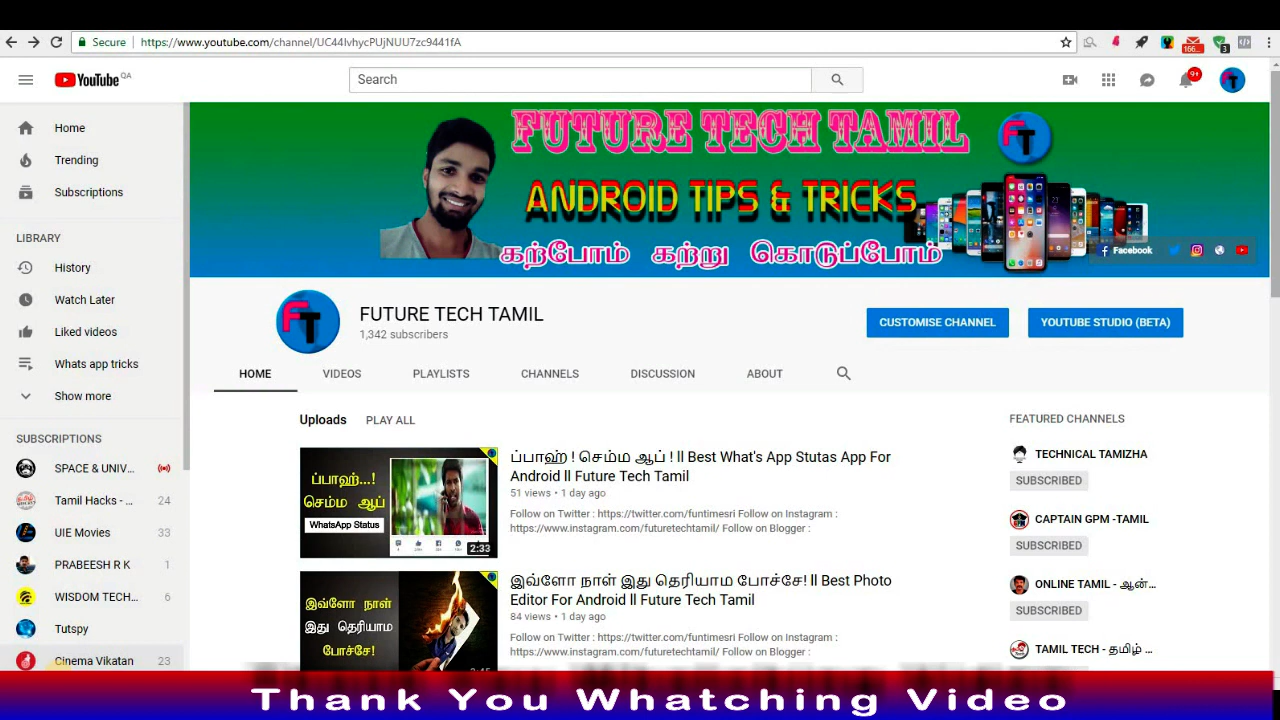 Secure https://www.youtube.com/channel/UC44lvhycPUjNUU7zc9441fA
166...
3
YouTube QA
Search
9+
FT
Home
Trending
Subscriptions
LIBRARY
History
Watch Later
Liked videos
Whats app tricks
Show more
SUBSCRIPTIONS
SPACE & UNIV...
Tamil Hacks - ... 24
UIE Movies 33
PRABEESH R K 1
WISDOM TECH... 6
Tutspy
Cinema Vikatan 23
FUTURE TECH TAMIL
FT
ANDROID TIPS & TRICKS
கற்போம் கற்று கொடுப்போம்
Facebook
FT
FUTURE TECH TAMIL
1,342 subscribers
CUSTOMISE CHANNEL
YOUTUBE STUDIO (BETA)
HOME VIDEOS PLAYLISTS CHANNELS DISCUSSION ABOUT
Uploads PLAY ALL
ப்பாஹ்...!
செம்ம ஆப்
WhatsApp Status
2:33
ப்பாஹ் ! செம்ம ஆப் ! ll Best What's App Stutas App For
Android ll Future Tech Tamil
51 views • 1 day ago
Follow on Twitter : https://twitter.com/funtimesri Follow on Instagram :
https://www.instagram.com/futuretechtamil/ Follow on Blogger :
இவ்ளோ நாள்
இது தெரியாம
போச்சே!
இவ்ளோ நாள் இது தெரியாம போச்சே! ll Best Photo
Editor For Android ll Future Tech Tamil
84 views • 1 day ago
Follow on Twitter : https://twitter.com/funtimesri Follow on Instagram :
https://www.instagram.com/futuretechtamil/ Follow on Blogger :
FEATURED CHANNELS
TECHNICAL TAMIZHA
SUBSCRIBED
CAPTAIN GPM -TAMIL
SUBSCRIBED
ONLINE TAMIL - ஆன்...
SUBSCRIBED
TAMIL TECH - தமிழ் ...
Thank You Whatching Video